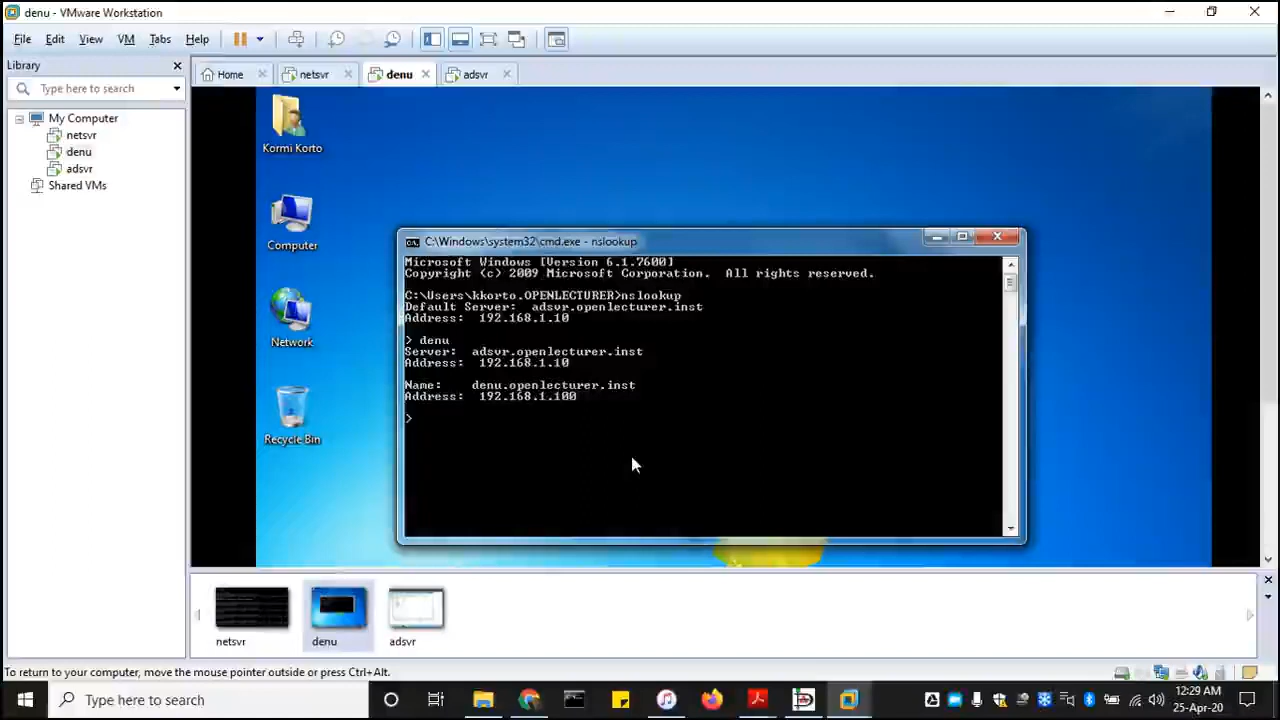 denu - VMware Workstation
File Edit View VM Tabs Help
Library
Type here to search
My Computer
netsvr
denu
adsvr
Shared VMs
Home netsvr denu adsvr
Kormi Korto
Computer
Network
Recycle Bin
C:\Windows\system32\cmd.exe - nslookup
Microsoft Windows [Version 6.1.7600]
Copyright (c) 2009 Microsoft Corporation. All rights reserved.
C:\Users\kkorto.OPENLECTURER>nslookup
Default Server: adsvr.openlecturer.inst
Address: 192.168.1.10
> denu
Server: adsvr.openlecturer.inst
Address: 192.168.1.10
Name: denu.openlecturer.inst
Address: 192.168.1.100
>
netsvr denu adsvr
To return to your computer, move the mouse pointer outside or press Ctrl+Alt.
Type here to search
12:29 AM
25-Apr-20